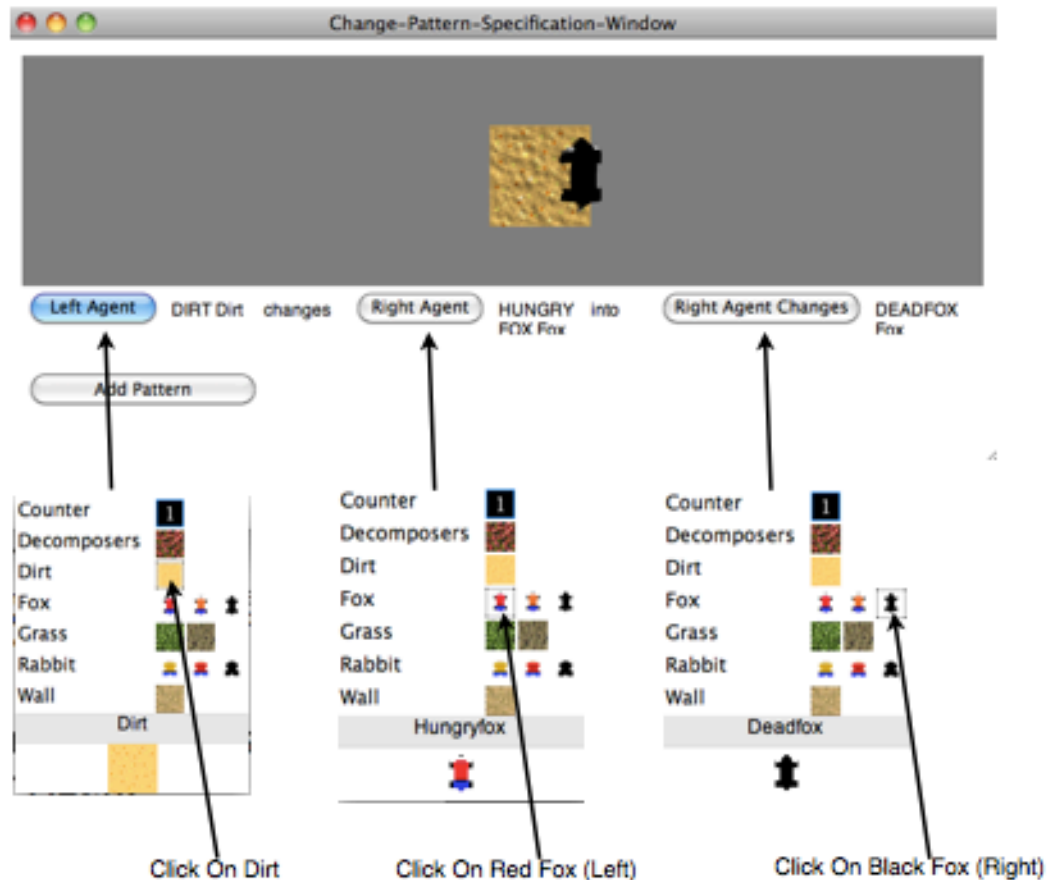 Change-Pattern-Specification-Window
Left Agent DIRT Dirt changes Right Agent HUNGRY into Right Agent Changes DEADFOX
FOX Fox Fox
Add Pattern
Counter 1
Decomposers
Dirt
Fox
Grass
Rabbit
Wall
Dirt
Click On Dirt
Counter 1
Decomposers
Dirt
Fox
Grass
Rabbit
Wall
Hungryfox
Click On Red Fox (Left)
Counter 1
Decomposers
Dirt
Fox
Grass
Rabbit
Wall
Deadfox
Click On Black Fox (Right)